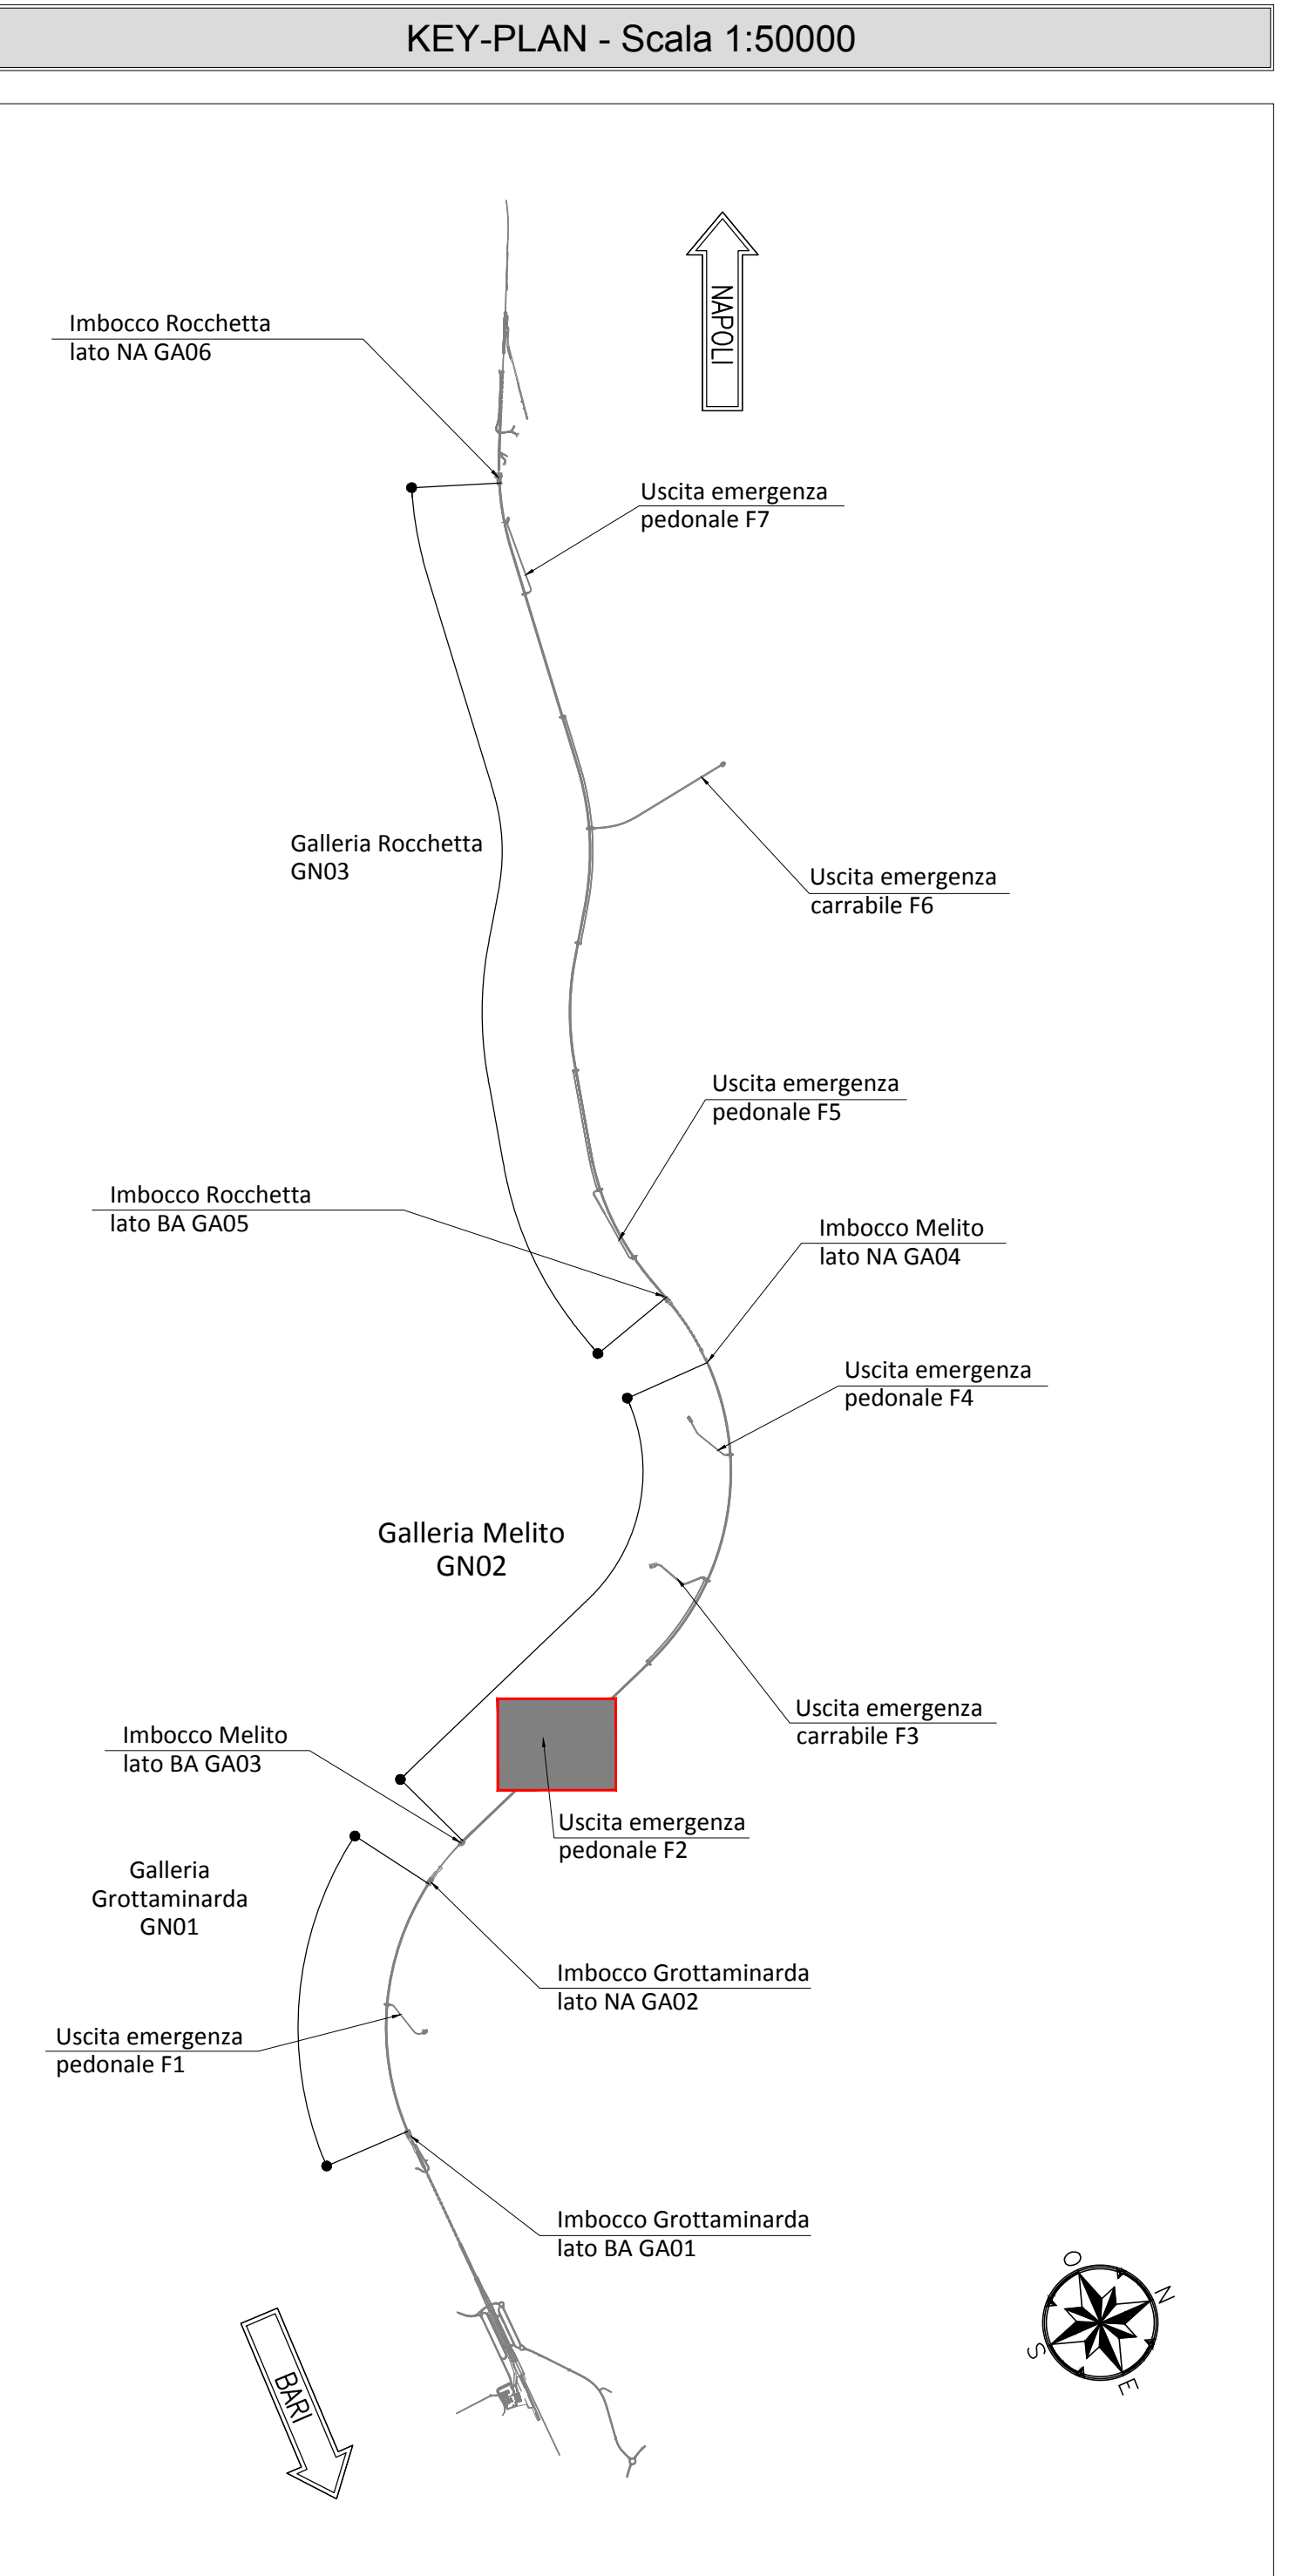 KEY-PLAN - Scala 1:50000
NAPOLI
Imbocco Rocchetta
lato NA GA06
Uscita emergenza
pedonale F7
Galleria Rocchetta
GN03
Uscita emergenza
carrabile F6
Uscita emergenza
pedonale F5
Imbocco Rocchetta
lato BA GA05
Imbocco Melito
lato NA GA04
Uscita emergenza
pedonale F4
Galleria Melito
GN02
Uscita emergenza
carrabile F3
Imbocco Melito
lato BA GA03
Uscita emergenza
pedonale F2
Galleria
Grottaminarda
GN01
Imbocco Grottaminarda
lato NA GA02
Uscita emergenza
pedonale F1
Imbocco Grottaminarda
lato BA GA01
BARI
O
N
S
E